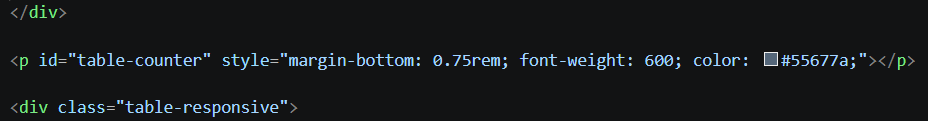 </div>
<p id="table-counter" style="margin-bottom: 0.75rem; font-weight: 600; color: #55677a;"></p>
<div class="table-responsive">